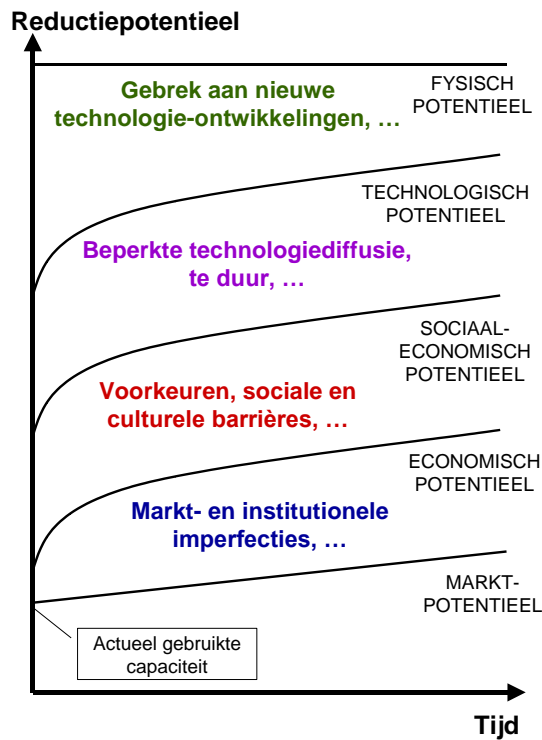 Reductiepotentieel
FYSISCH
POTENTIEEL
Gebrek aan nieuwe
technologie-ontwikkelingen, …
TECHNOLOGISCH
POTENTIEEL
Beperkte technologiediffusie,
te duur, …
SOCIAAL-
ECONOMISCH
POTENTIEEL
Voorkeuren, sociale en
culturele barrières, …
ECONOMISCH
POTENTIEEL
Markt- en institutionele
imperfecties, …
MARKT-
POTENTIEEL
Actueel gebruikte
capaciteit
Tijd